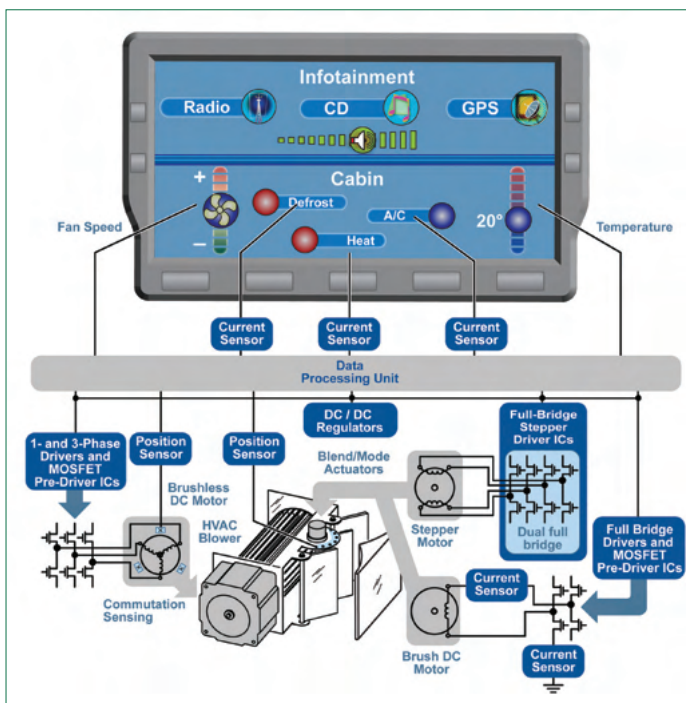 Infotainment
Radio
CD
GPS
+
Cabin
Defrost
A/C
20°
Fan Speed
Temperature
–
Heat
Current
Sensor
Current
Sensor
Current
Sensor
Data
Processing Unit
1- and 3-Phase
Drivers and
MOSFET
Pre-Driver ICs
Position
Sensor
Position
Sensor
DC / DC
Regulators
Full-Bridge
Stepper
Driver ICs
Dual full
bridge
Blend/Mode
Actuators
Brushless
DC Motor
HVAC
Blower
Stepper
Motor
Full Bridge
Drivers and
MOSFET
Pre-Driver ICs
Commutation
Sensing
Current
Sensor
Brush DC
Motor
Current
Sensor